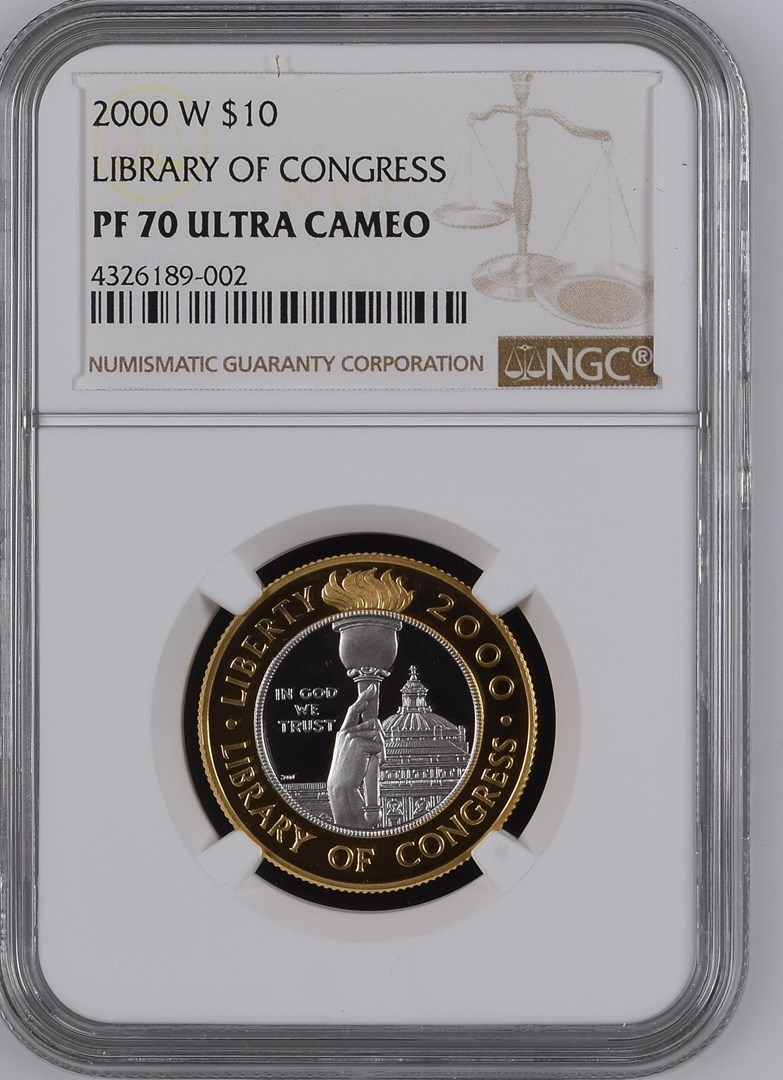 2000 W $10
LIBRARY OF CONGRESS
PF 70 ULTRA CAMEO
4326189-002
NUMISMATIC GUARANTY CORPORATION
NGC®
LIBERTY 2000
IN GOD
WE
TRUST
• LIBRARY OF CONGRESS •